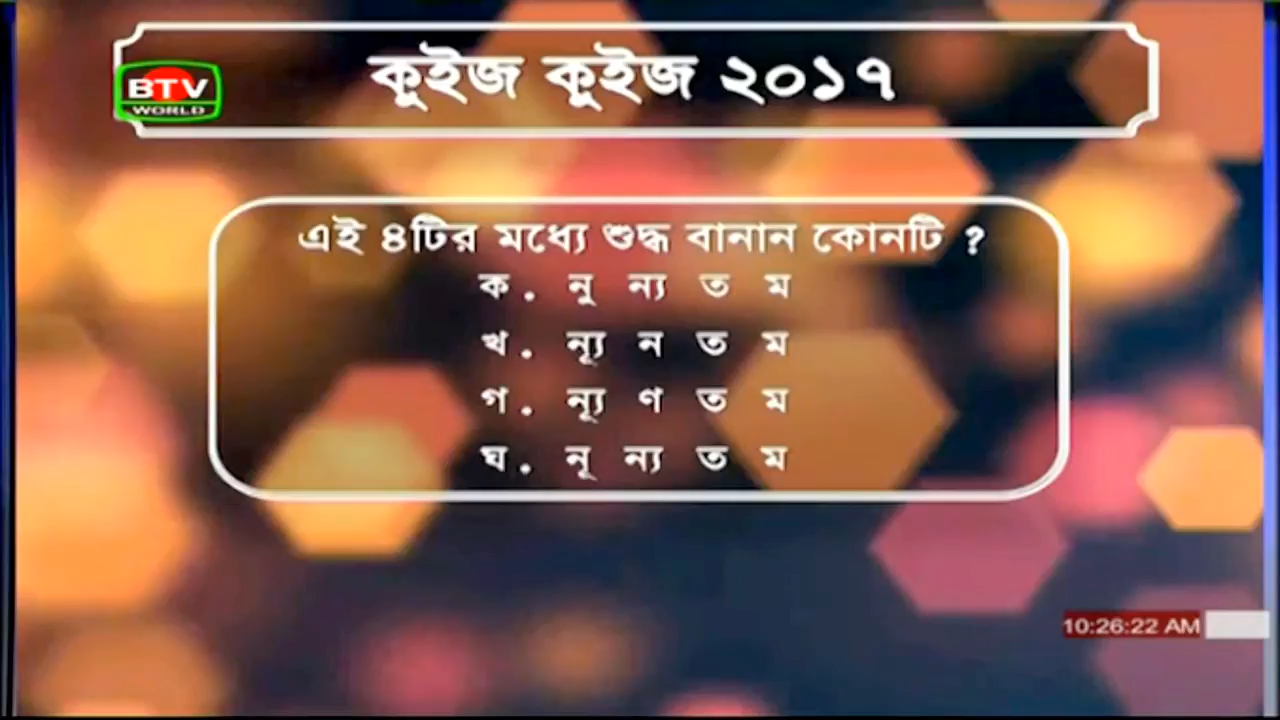 কুইজ কুইজ ২০১৭
BTV
WORLD
এই ৪টির মধ্যে শুদ্ধ বানান কোনটি ?
ক . নু ন্য ত ম
খ . ন্যূ ন ত ম
গ . ন্যূ ণ ত ম
ঘ . নূ ন্য ত ম
10:26:22 AM